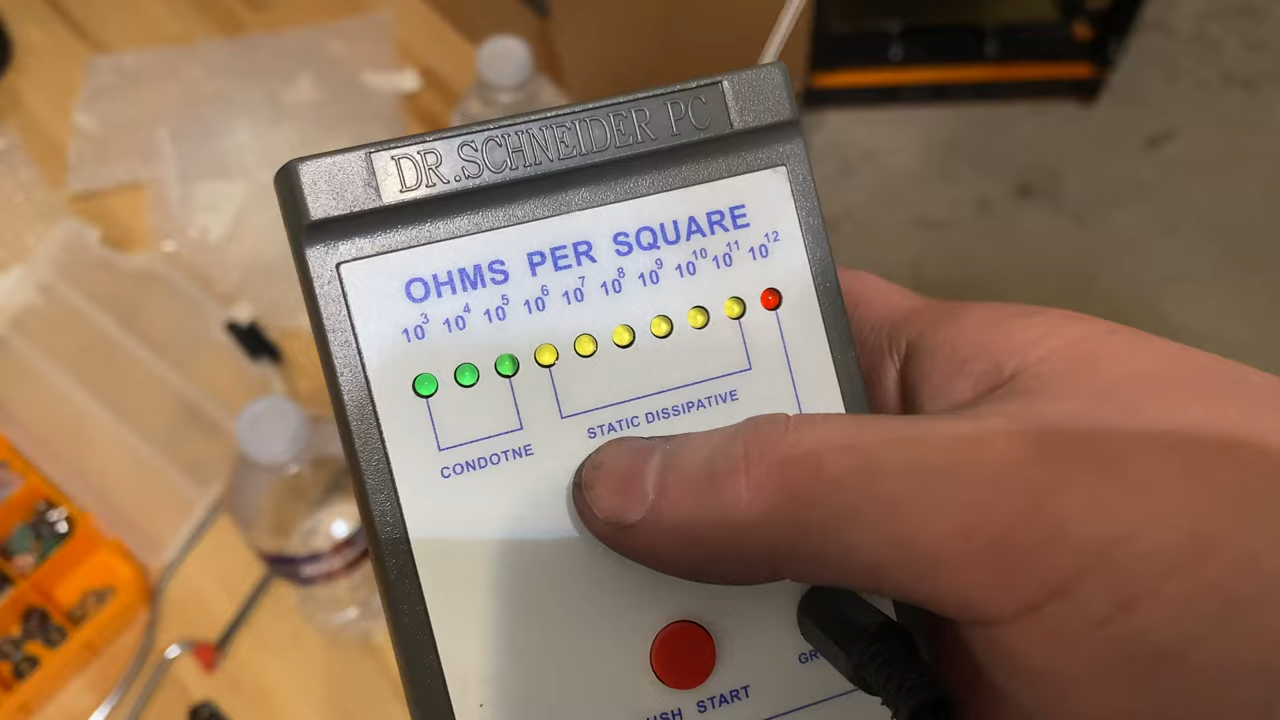 DR.SCHNEIDER PC
OHMS PER SQUARE
10³ 10⁴ 10⁵ 10⁶ 10⁷ 10⁸ 10⁹ 10¹⁰ 10¹¹ 10¹²
CONDOTNE
STATIC DISSIPATIVE
START